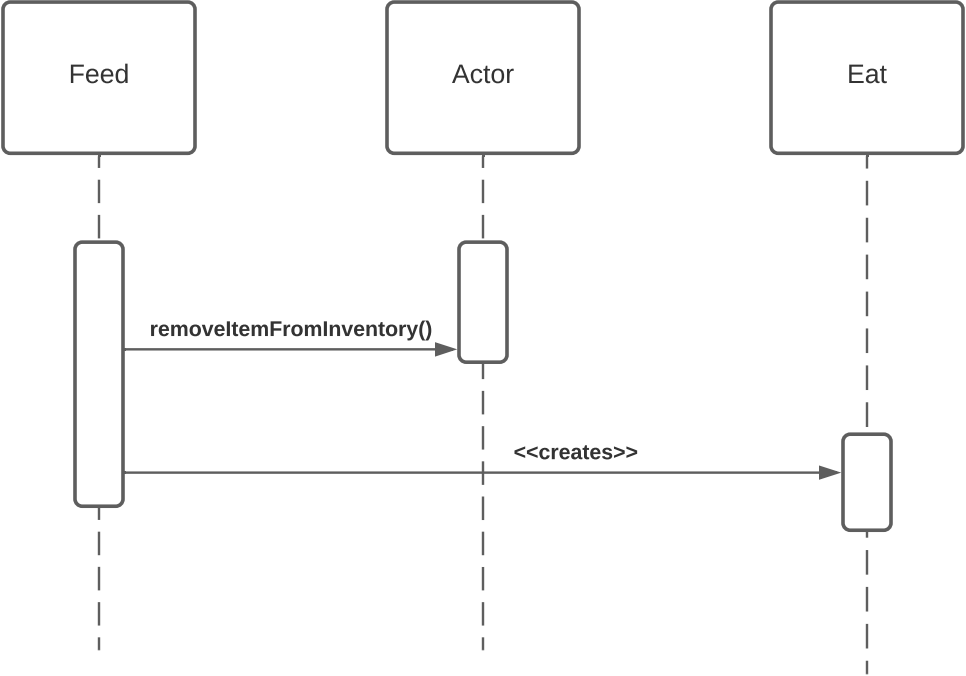 Feed
Actor
Eat
removeItemFromInventory()
<<creates>>